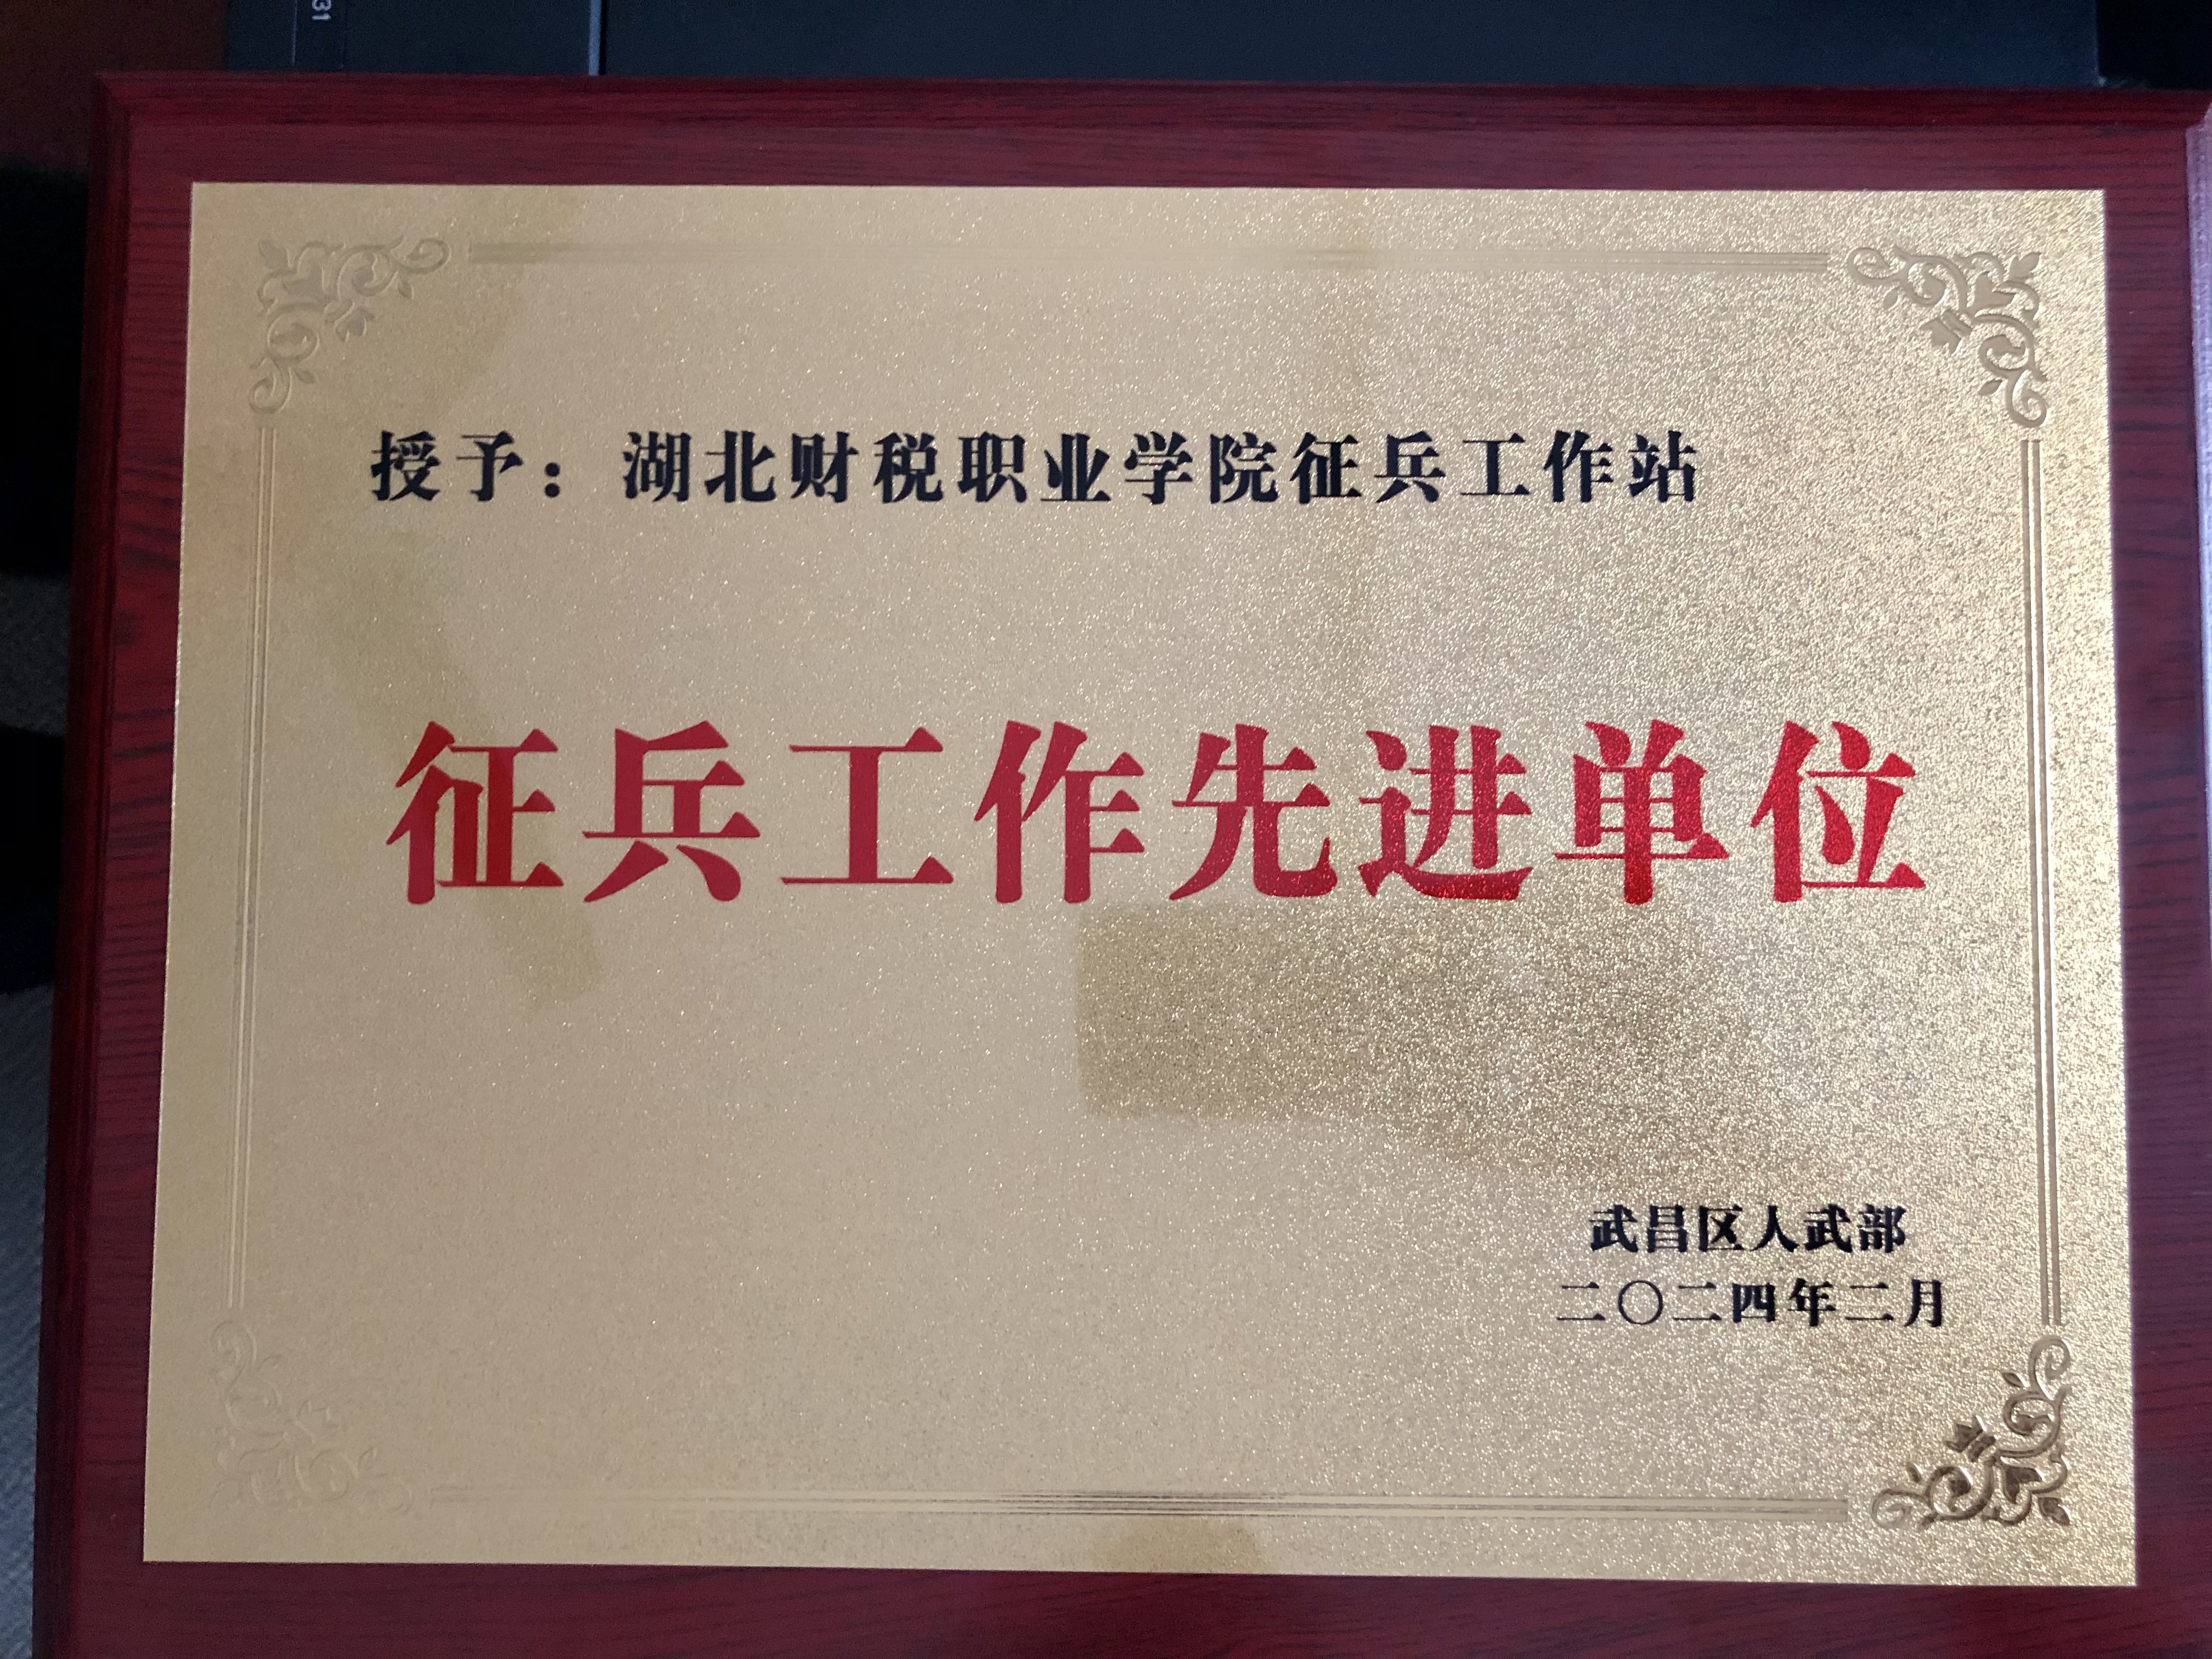 31
授予：湖北财税职业学院征兵工作站
征兵工作先进单位
武昌区人武部
二〇二四年二月